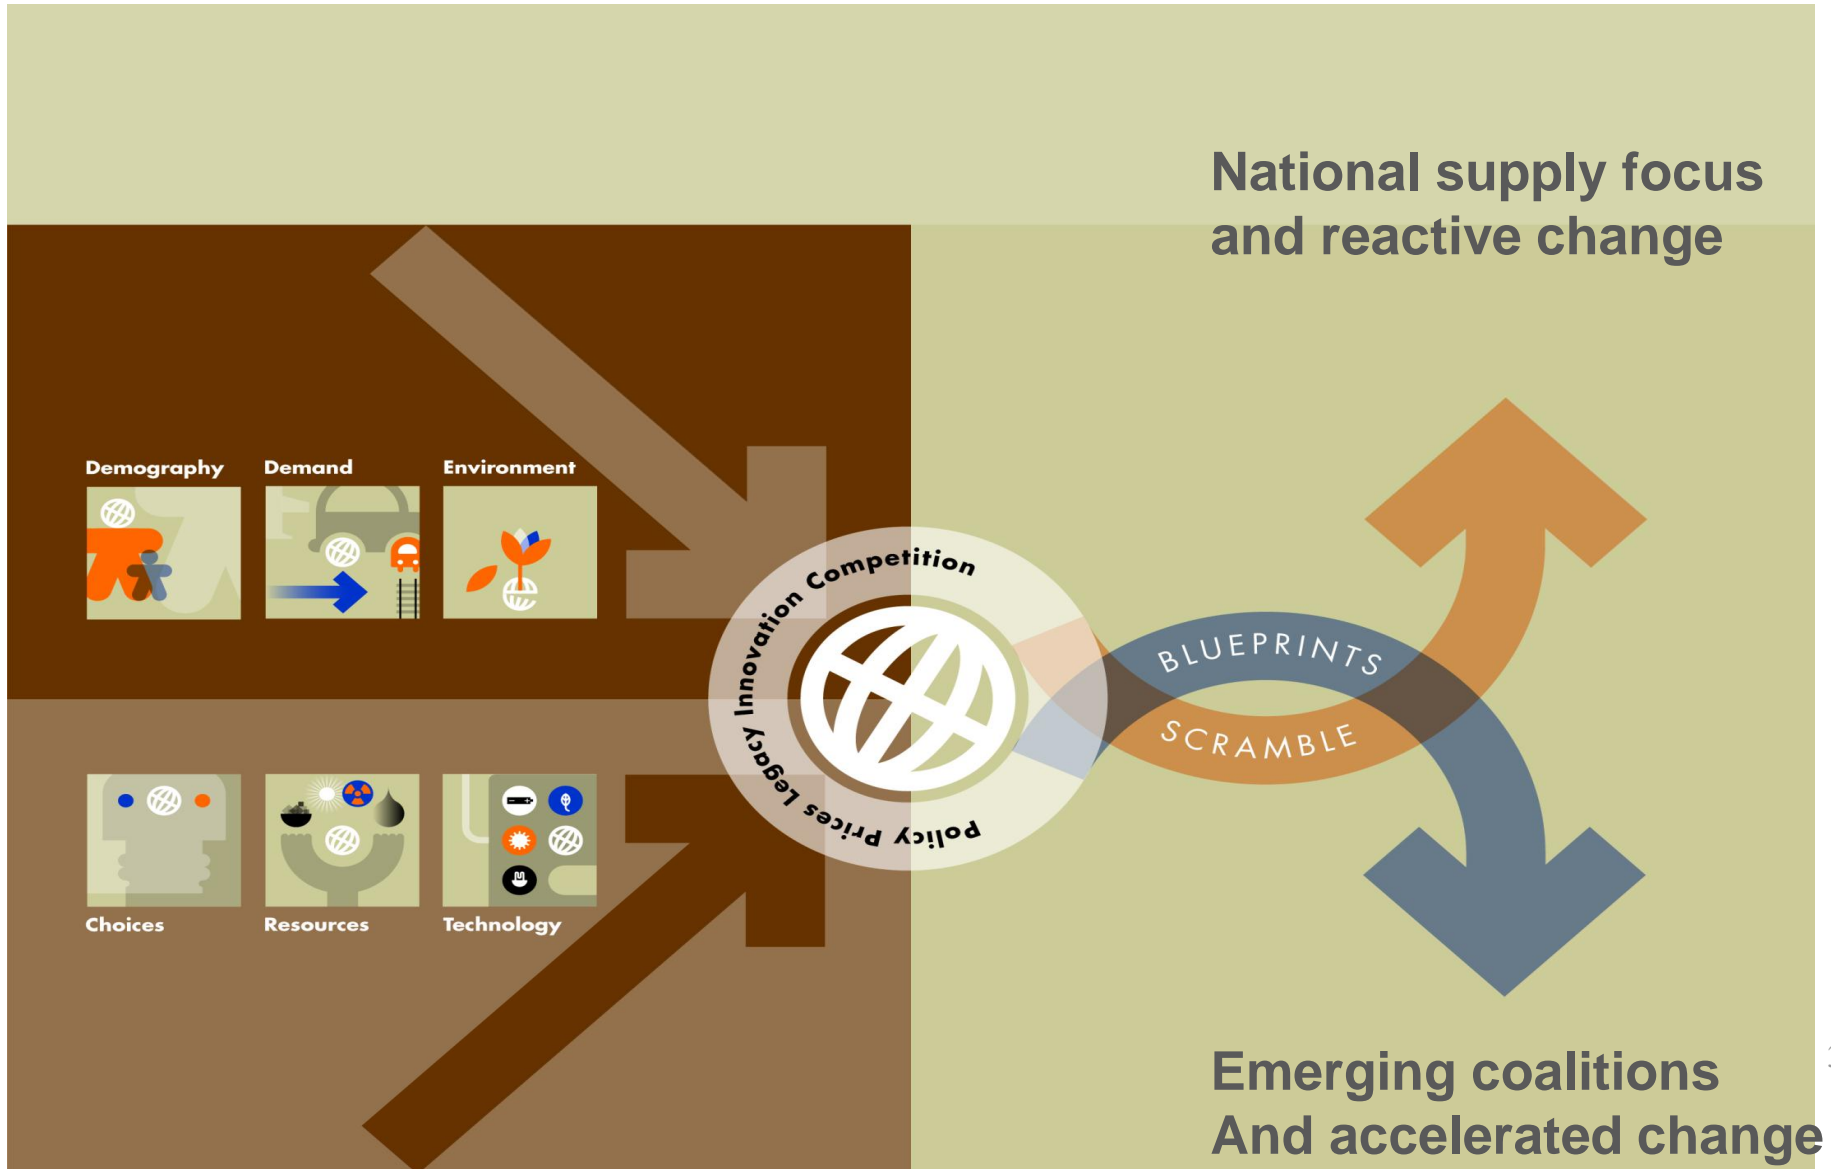 National supply focus
and reactive change
Demography
Demand
Environment
Choices
Resources
Technology
Policy Prices Legacy Innovation Competition
BLUEPRINTS
SCRAMBLE
Emerging coalitions
And accelerated change